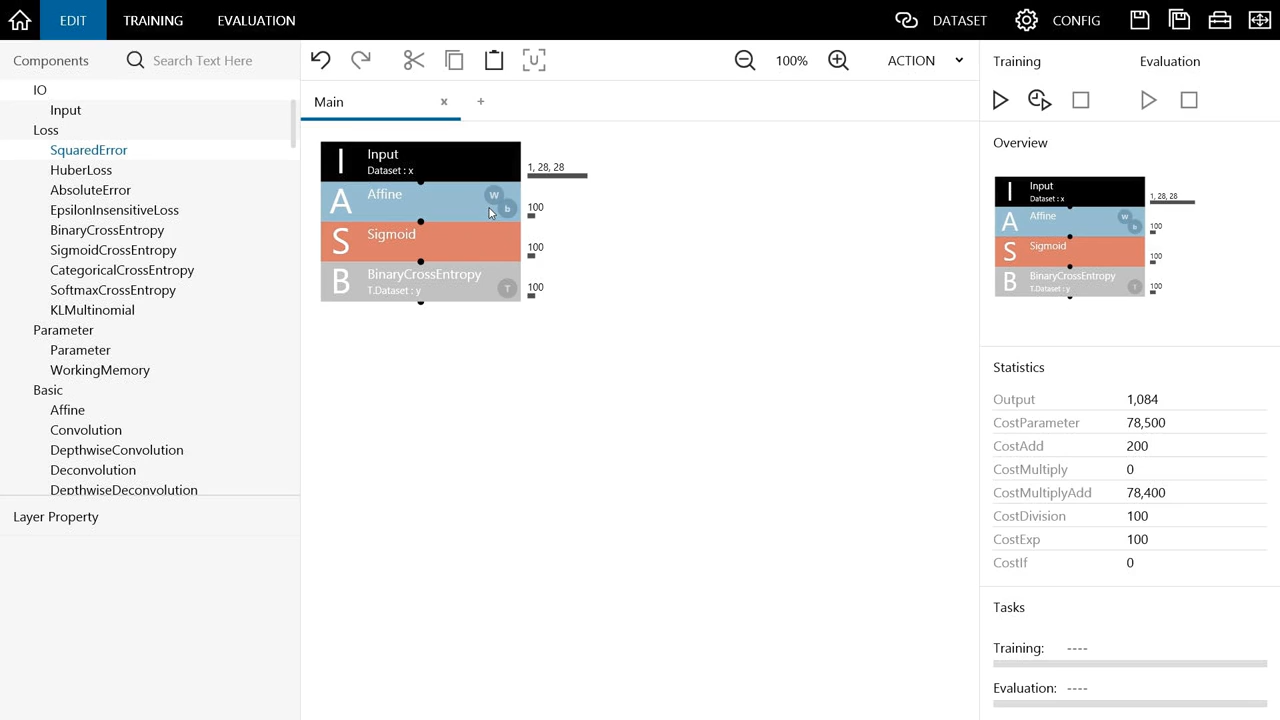 EDIT TRAINING EVALUATION DATASET CONFIG
Components Search Text Here
IO
Input
Loss
SquaredError
HuberLoss
AbsoluteError
EpsilonInsensitiveLoss
BinaryCrossEntropy
SigmoidCrossEntropy
CategoricalCrossEntropy
SoftmaxCrossEntropy
KLMultinomial
Parameter
Parameter
WorkingMemory
Basic
Affine
Convolution
DepthwiseConvolution
Deconvolution
DepthwiseDeconvolution
Layer Property
U 100% ACTION
Main x +
I Input
Dataset : x
1, 28, 28
A Affine W b 100
S Sigmoid 100
B BinaryCrossEntropy
T.Dataset : y T 100
Training Evaluation
Overview
I Input
Dataset : x
1, 28, 28
A Affine W b 100
S Sigmoid 100
B BinaryCrossEntropy
T.Dataset : y T 100
Statistics
Output 1,084
CostParameter 78,500
CostAdd 200
CostMultiply 0
CostMultiplyAdd 78,400
CostDivision 100
CostExp 100
CostIf 0
Tasks
Training: ----
Evaluation: ----